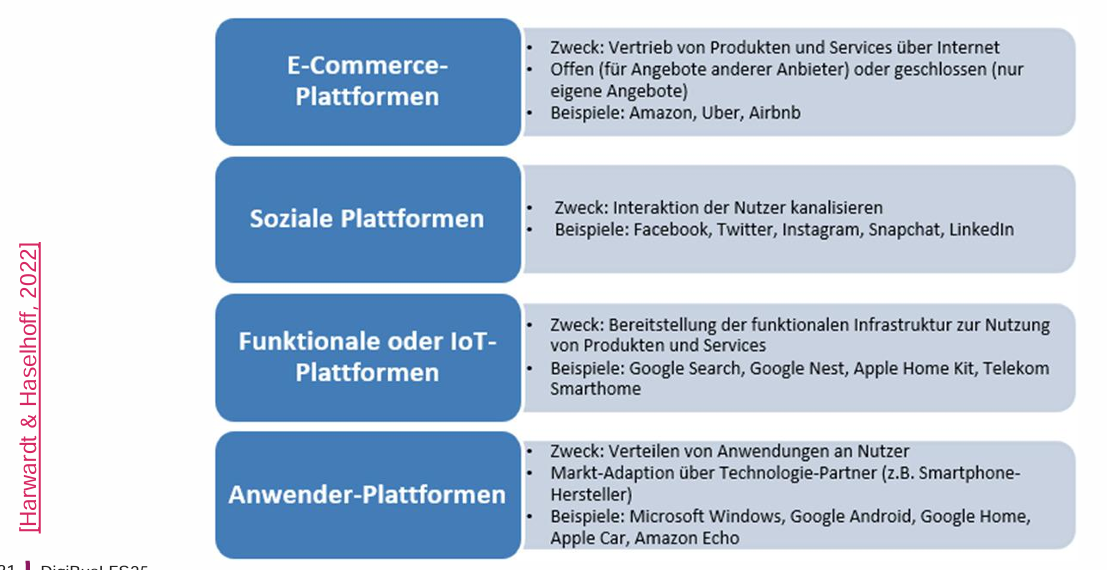 E-Commerce-
Plattformen
• Zweck: Vertrieb von Produkten und Services über Internet
• Offen (für Angebote anderer Anbieter) oder geschlossen (nur
eigene Angebote)
• Beispiele: Amazon, Uber, Airbnb
Soziale Plattformen
• Zweck: Interaktion der Nutzer kanalisieren
• Beispiele: Facebook, Twitter, Instagram, Snapchat, LinkedIn
Funktionale oder IoT-
Plattformen
• Zweck: Bereitstellung der funktionalen Infrastruktur zur Nutzung
von Produkten und Services
• Beispiele: Google Search, Google Nest, Apple Home Kit, Telekom
Smarthome
Anwender-Plattformen
• Zweck: Verteilen von Anwendungen an Nutzer
• Markt-Adaption über Technologie-Partner (z.B. Smartphone-
Hersteller)
• Beispiele: Microsoft Windows, Google Android, Google Home,
Apple Car, Amazon Echo
[Harwardt & Haselhoff, 2022]